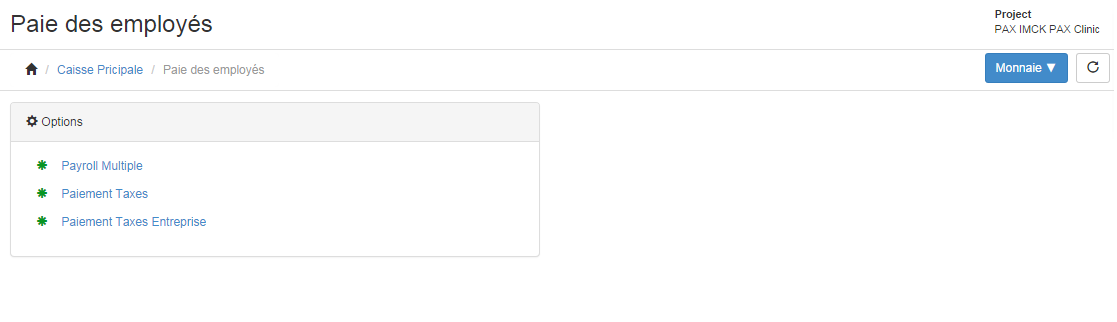 Paie des employés
Project
PAX IMCK PAX Clinic
/ Caisse Pricipale / Paie des employés
Monnaie ▼
Options
Payroll Multiple
Paiement Taxes
Paiement Taxes Entreprise